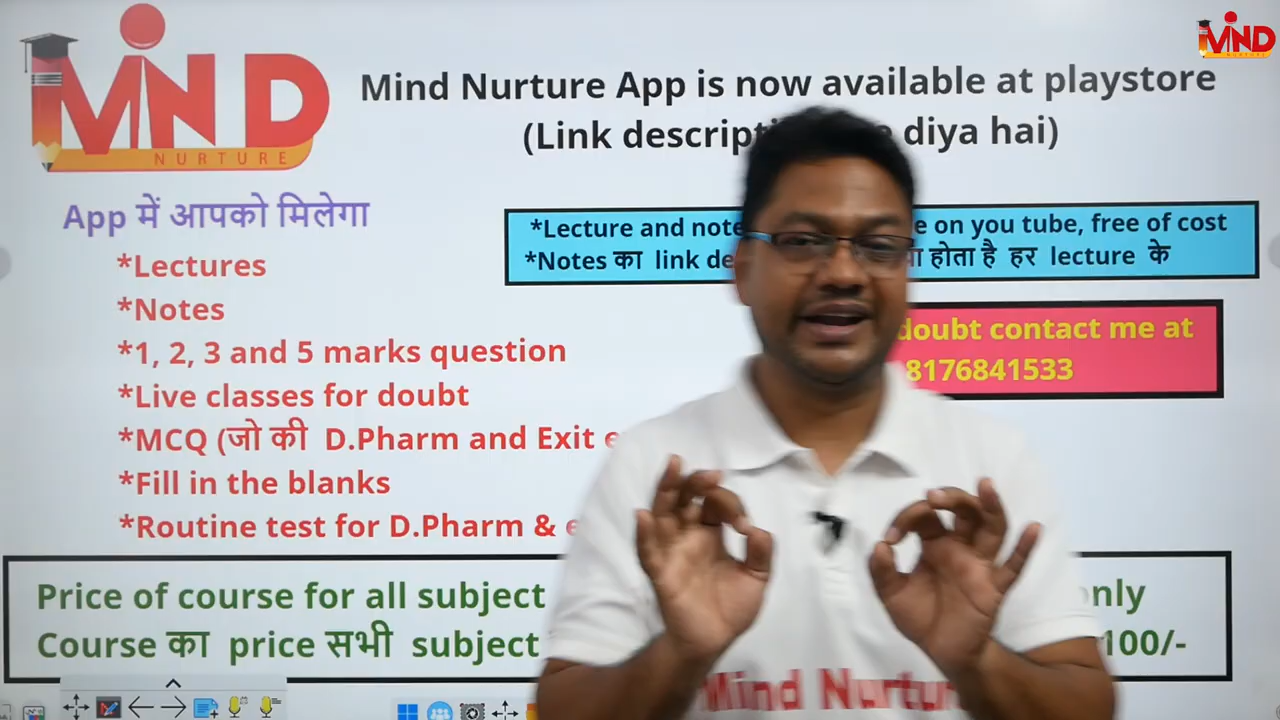 MIND
NURTURE
MIND
NURTURE
Mind Nurture App is now available at playstore
(Link descripti diya hai)
App में आपको मिलेगा
*Lectures
*Notes
*1, 2, 3 and 5 marks question
*Live classes for doubt
*MCQ (जो की D.Pharm and Exit
*Fill in the blanks
*Routine test for D.Pharm &
*Lecture and note on you tube, free of cost
*Notes का link de होता है हर lecture के
doubt contact me at
8176841533
Price of course for all subject only
Course का price सभी subject 100/-
Mind Nurtur